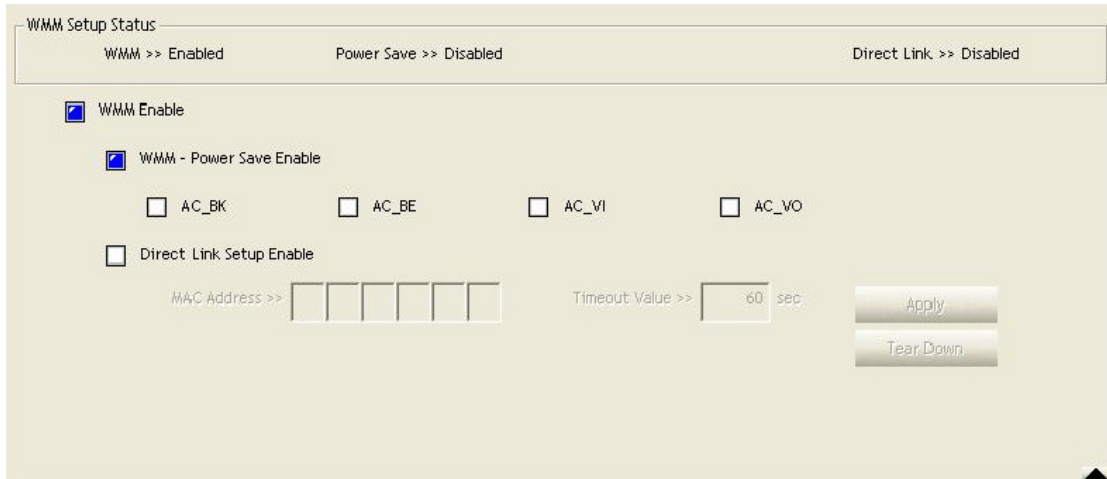 WMM Setup Status
WMM >> Enabled Power Save >> Disabled Direct Link >> Disabled
WMM Enable
WMM - Power Save Enable
AC_BK AC_BE AC_VI AC_VO
Direct Link Setup Enable
MAC Address >> Timeout Value >> 60 sec Apply
Tear Down